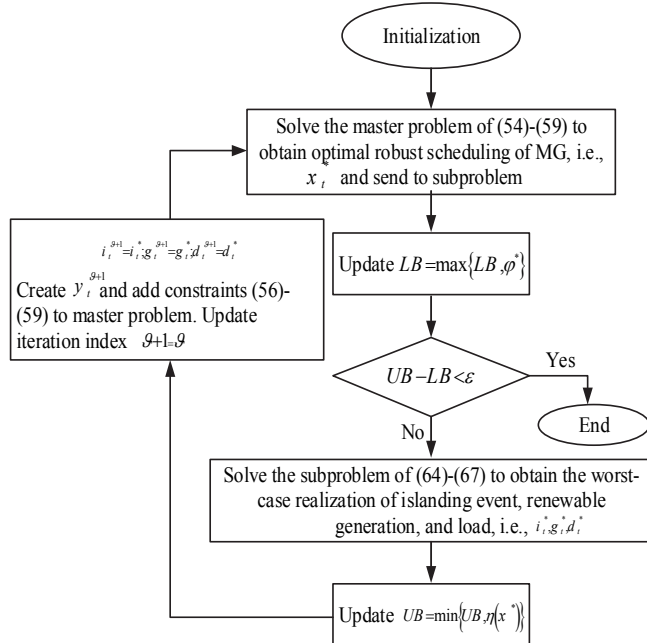 Initialization
Solve the master problem of (54)-(59) to
obtain optimal robust scheduling of MG, i.e.,
x_t^* and send to subproblem
Update LB=max{LB,φ^*}
UB−LB<ε
Yes
End
No
Solve the subproblem of (64)-(67) to obtain the worst-
case realization of islanding event, renewable
generation, and load, i.e., i_t^*,g_t^*,d_t^*
Update UB=min{UB,η(x^*)}
i_t^{ϑ+1}=i_t^*;g_t^{ϑ+1}=g_t^*;d_t^{ϑ+1}=d_t^*
Create y_t^{ϑ+1} and add constraints (56)-
(59) to master problem. Update
iteration index ϑ+1=ϑ